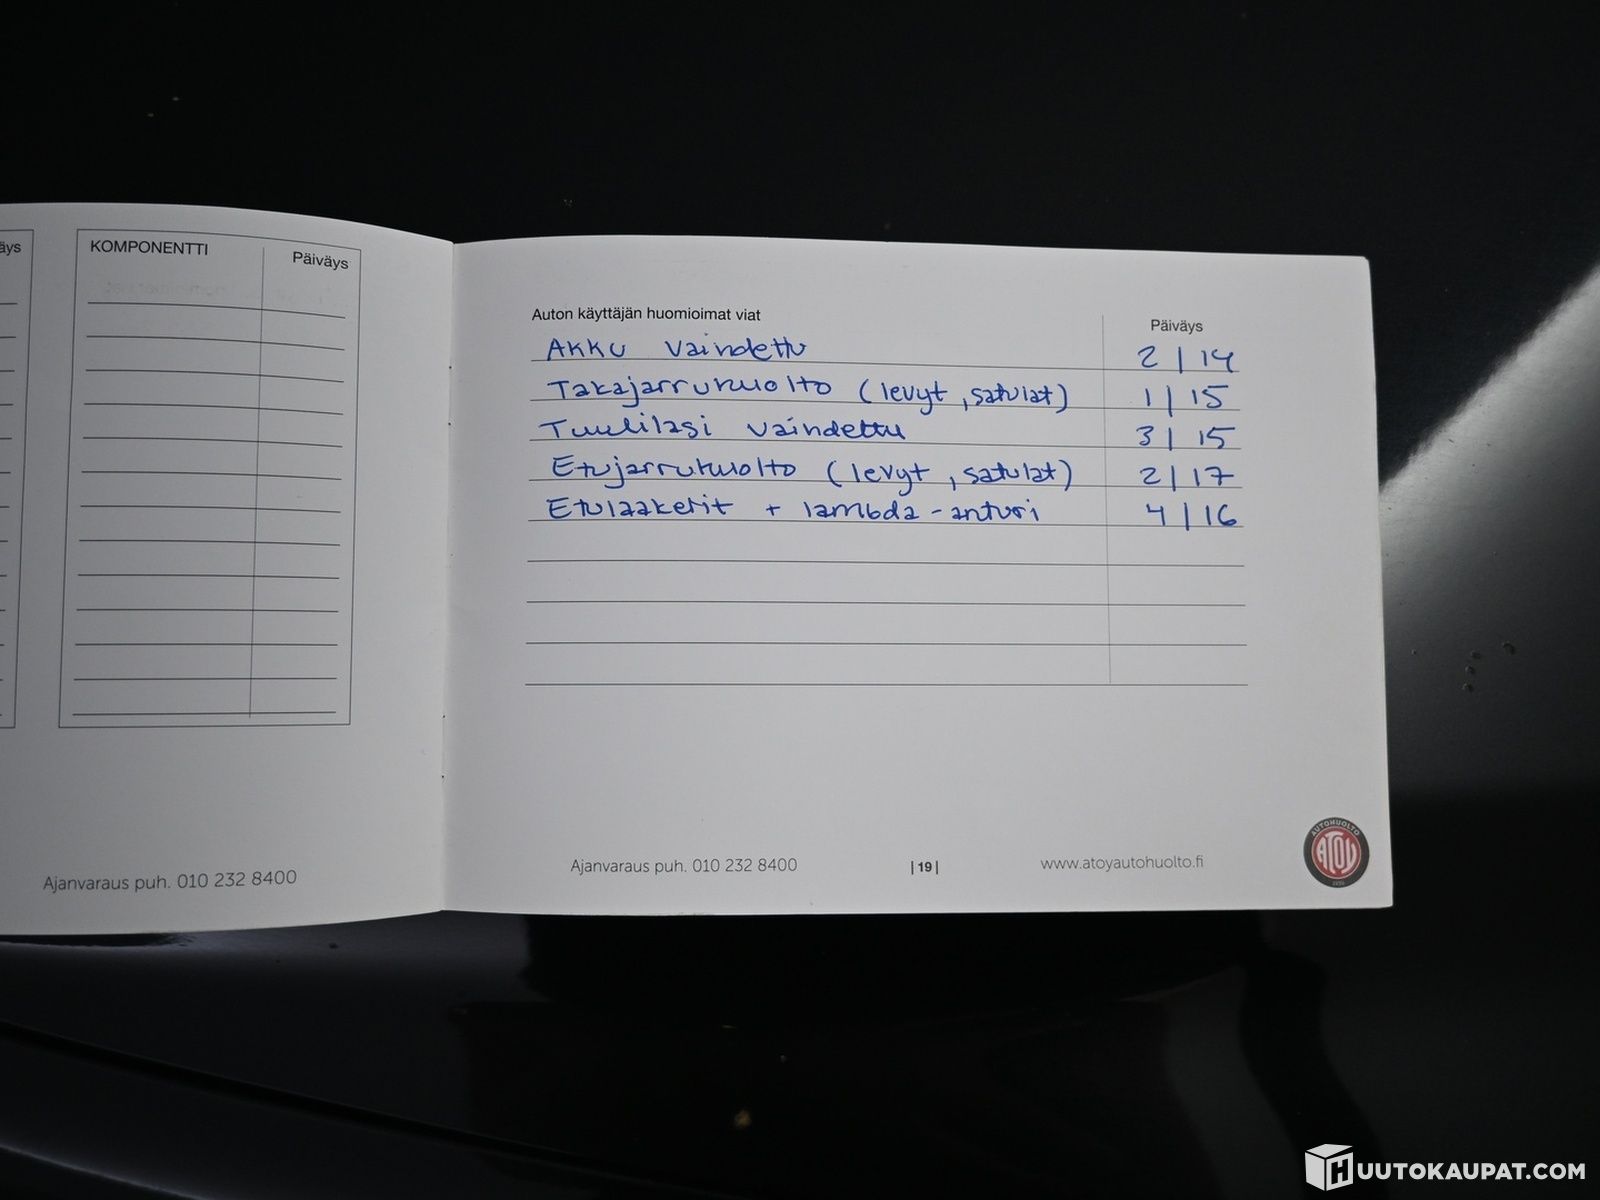 äys
KOMPONENTTI Päiväys
Ajanvaraus puh. 010 232 8400
Auton käyttäjän huomioimat viat Päiväys
Akku vaihdettu 2 | 14
Takajarruhuolto (levyt, satulat) 1 | 15
Tuulilasi vaihdettu 3 | 15
Etujarruhuolto (levyt, satulat) 2 | 17
Etulaakerit + lambda-anturi 4 | 16
Ajanvaraus puh. 010 232 8400 | 19 | www.atoyautohuolto.fi
AUTOHUOLTO
ATOY
HUUTOKAUPAT.COM